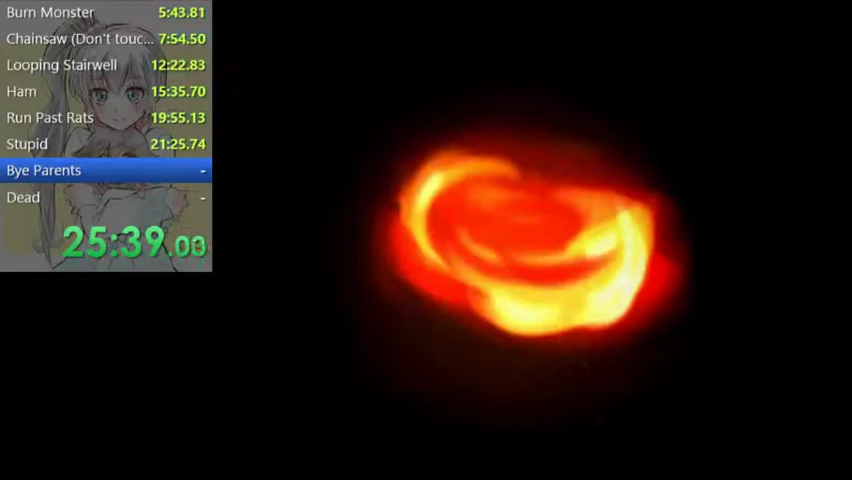 Burn Monster 5:43.81
Chainsaw (Don't touc... 7:54.50
Looping Stairwell 12:22.83
Ham 15:35.70
Run Past Rats 19:55.13
Stupid 21:25.74
Bye Parents -
Dead -
25:39.03